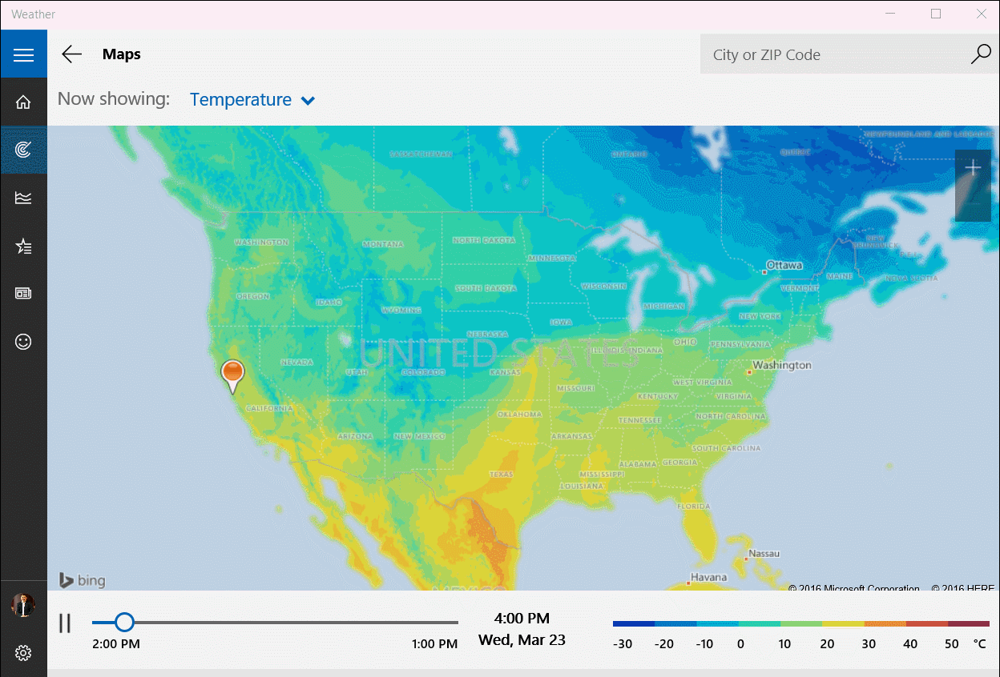 Weather
Maps
City or ZIP Code
Now showing: Temperature
NEWFOUNDLAND AND LABRADOR
SASKATCHEWAN
ONTARIO
QUEBEC
WASHINGTON
MONTANA
NORTH DAKOTA
MINNESOTA
NEW BRUNSWICK
P.E.I.
Ottawa
MAINE
NOVA SCOTIA
OREGON
IDAHO
SOUTH DAKOTA
WISCONSIN
VERMONT
WYOMING
MICHIGAN
NEW YORK
NEBRASKA
IOWA
UNITED STATES
ILLINOIS
INDIANA
OHIO
PENNSYLVANIA
NEVADA
UTAH
COLORADO
KANSAS
Washington
MISSOURI
WEST VIRGINIA
KENTUCKY
VIRGINIA
CALIFORNIA
OKLAHOMA
TENNESSEE
NORTH CAROLINA
ARIZONA
NEW MEXICO
ARKANSAS
SOUTH CAROLINA
TEXAS
MISSISSIPPI
ALABAMA
GEORGIA
LOUISIANA
FLORIDA
Nassau
Havana
MEXICO
bing
© 2016 Microsoft Corporation © 2016 HERE
2:00 PM
1:00 PM
4:00 PM
Wed, Mar 23
-30 -20 -10 0 10 20 30 40 50 °C